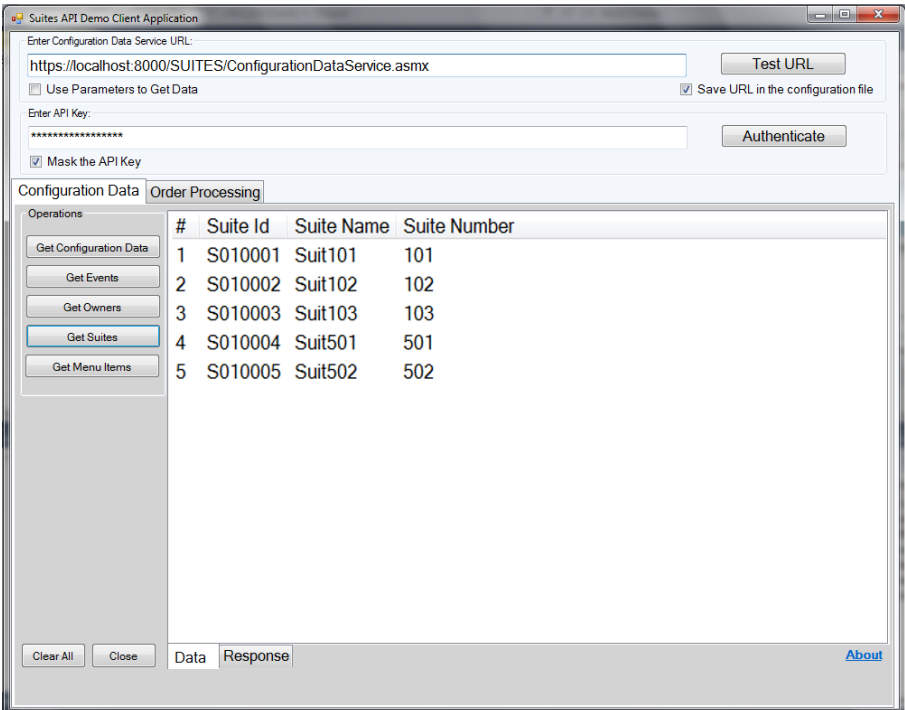 Suites API Demo Client Application
Enter Configuration Data Service URL:
https://localhost:8000/SUITES/ConfigurationDataService.asmx
Test URL
Use Parameters to Get Data
Save URL in the configuration file
Enter API Key:
*****************
Authenticate
Mask the API Key
Configuration Data Order Processing
Operations
Get Configuration Data
Get Events
Get Owners
Get Suites
Get Menu Items
# Suite Id Suite Name Suite Number
1 S010001 Suit101 101
2 S010002 Suit102 102
3 S010003 Suit103 103
4 S010004 Suit501 501
5 S010005 Suit502 502
Clear All Close
Data Response
About